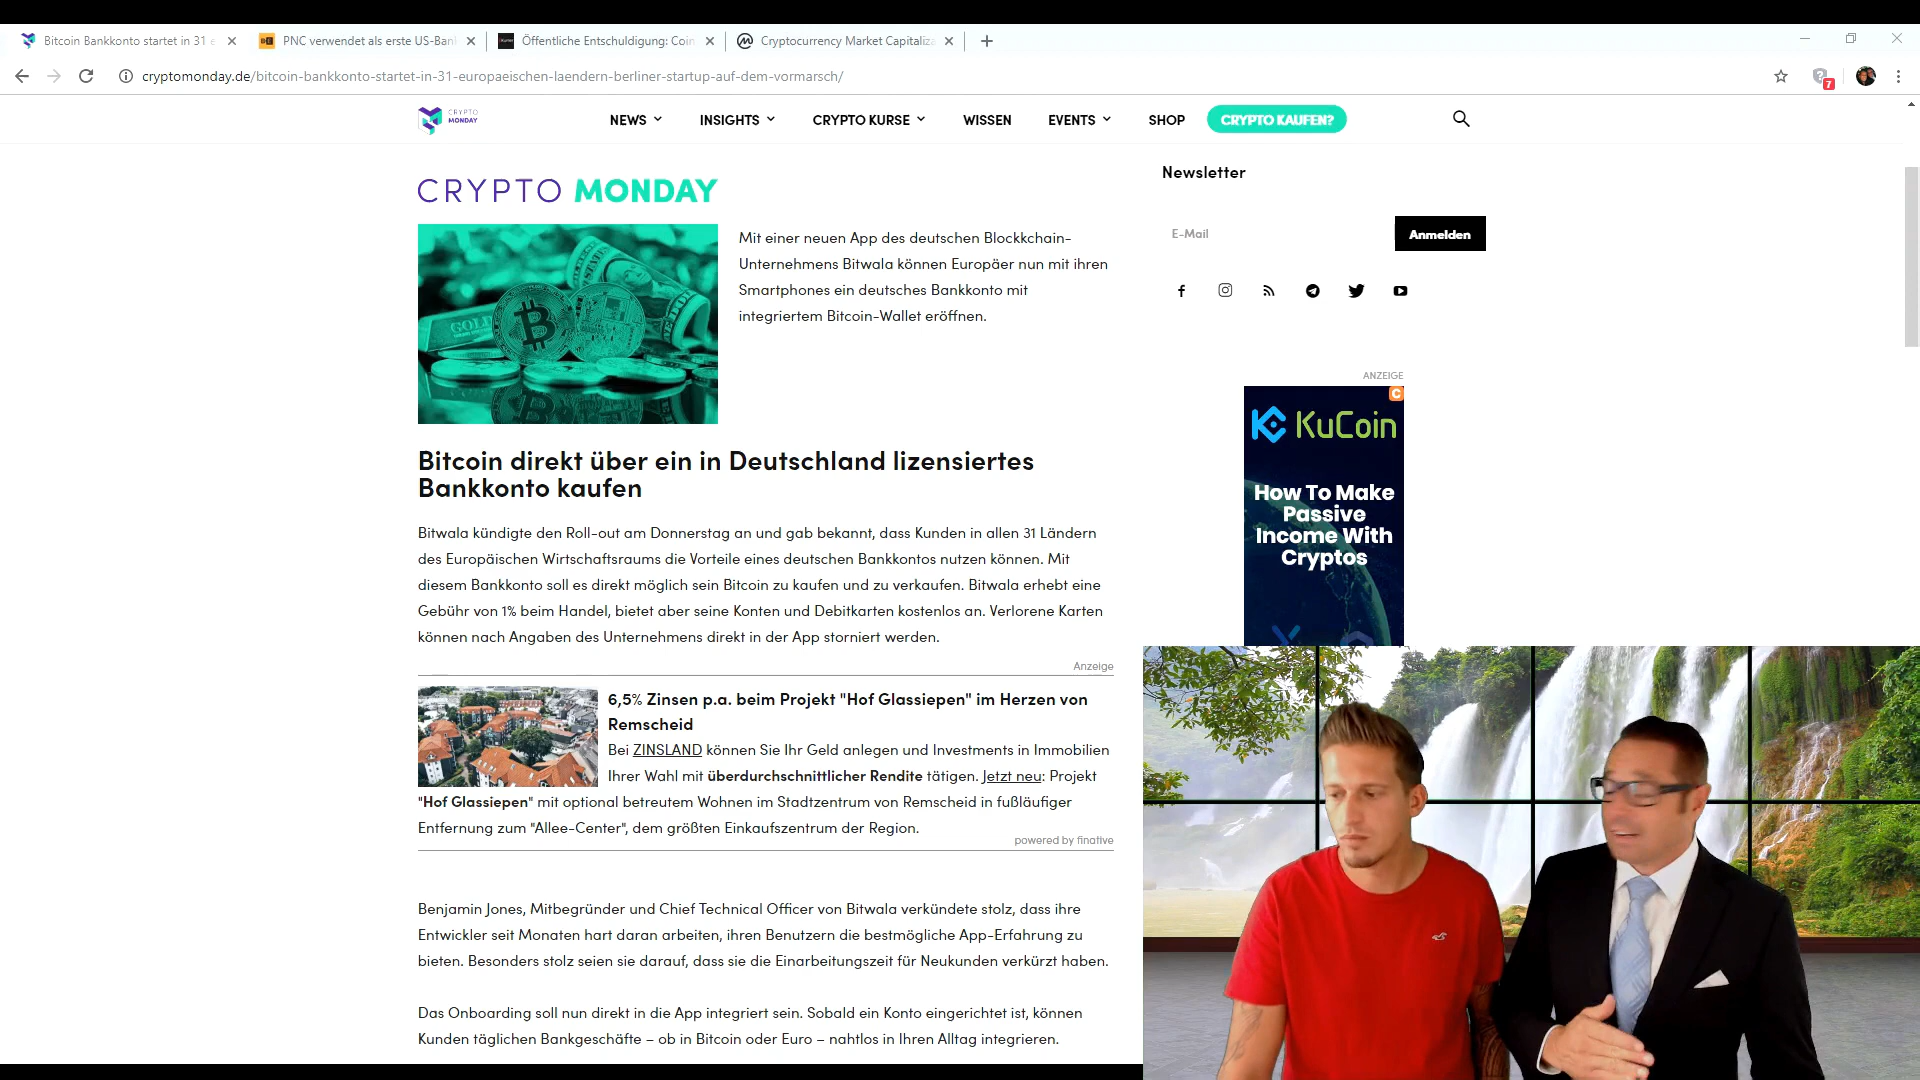 Bitcoin Bankkonto startet in 31 e
PNC verwendet als erste US-Bank
Öffentliche Entschuldigung: Coin
Cryptocurrency Market Capitaliza
cryptomonday.de/bitcoin-bankkonto-startet-in-31-europaeischen-laendern-berliner-startup-auf-dem-vormarsch/
7
CRYPTO
MONDAY
NEWS
INSIGHTS
CRYPTO KURSE
WISSEN
EVENTS
SHOP
CRYPTO KAUFEN?
CRYPTO MONDAY
Mit einer neuen App des deutschen Blockkchain-
Unternehmens Bitwala können Europäer nun mit ihren
Smartphones ein deutsches Bankkonto mit
integriertem Bitcoin-Wallet eröffnen.
Bitcoin direkt über ein in Deutschland lizensiertes
Bankkonto kaufen
Bitwala kündigte den Roll-out am Donnerstag an und gab bekannt, dass Kunden in allen 31 Ländern
des Europäischen Wirtschaftsraums die Vorteile eines deutschen Bankkontos nutzen können. Mit
diesem Bankkonto soll es direkt möglich sein Bitcoin zu kaufen und zu verkaufen. Bitwala erhebt eine
Gebühr von 1% beim Handel, bietet aber seine Konten und Debitkarten kostenlos an. Verlorene Karten
können nach Angaben des Unternehmens direkt in der App storniert werden.
Anzeige
6,5% Zinsen p.a. beim Projekt "Hof Glassiepen" im Herzen von
Remscheid
Bei ZINSLAND können Sie Ihr Geld anlegen und Investments in Immobilien
Ihrer Wahl mit überdurchschnittlicher Rendite tätigen. Jetzt neu: Projekt
"Hof Glassiepen" mit optional betreutem Wohnen im Stadtzentrum von Remscheid in fußläufiger
Entfernung zum "Allee-Center", dem größten Einkaufszentrum der Region.
powered by finative
Benjamin Jones, Mitbegründer und Chief Technical Officer von Bitwala verkündete stolz, dass ihre
Entwickler seit Monaten hart daran arbeiten, ihren Benutzern die bestmögliche App-Erfahrung zu
bieten. Besonders stolz seien sie darauf, dass sie die Einarbeitungszeit für Neukunden verkürzt haben.
Das Onboarding soll nun direkt in die App integriert sein. Sobald ein Konto eingerichtet ist, können
Kunden täglichen Bankgeschäfte – ob in Bitcoin oder Euro – nahtlos in Ihren Alltag integrieren.
Newsletter
E-Mail
Anmelden
ANZEIGE
KuCoin
How To Make
Passive
Income With
Cryptos